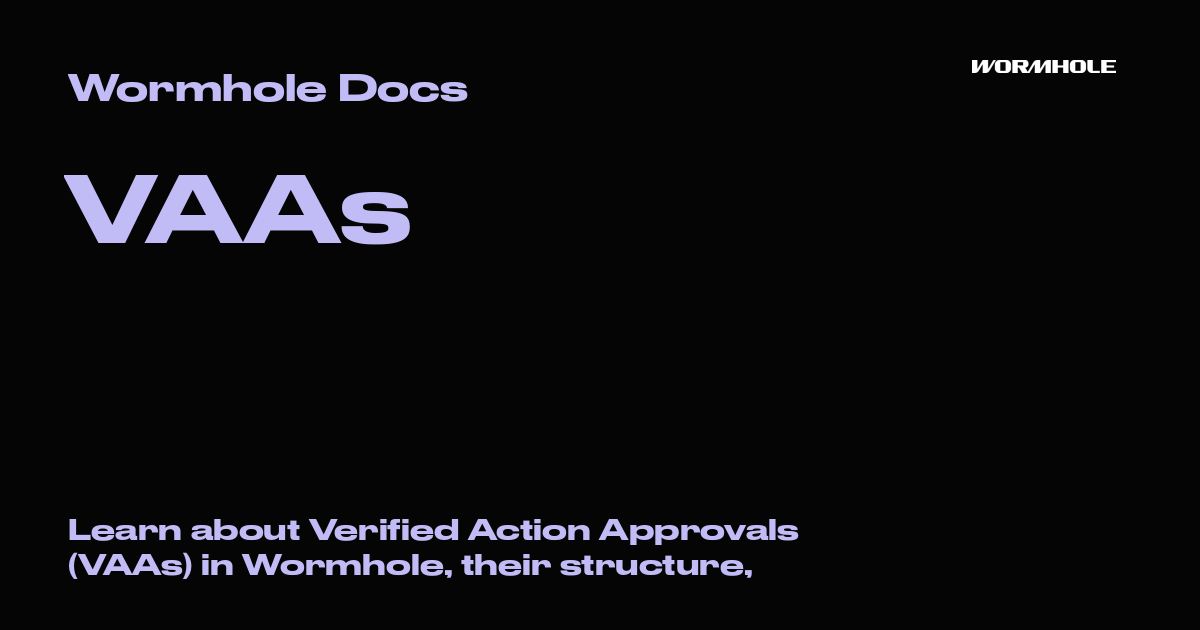 Wormhole Docs
WORMHOLE
VAAs
Learn about Verified Action Approvals
(VAAs) in Wormhole, their structure,